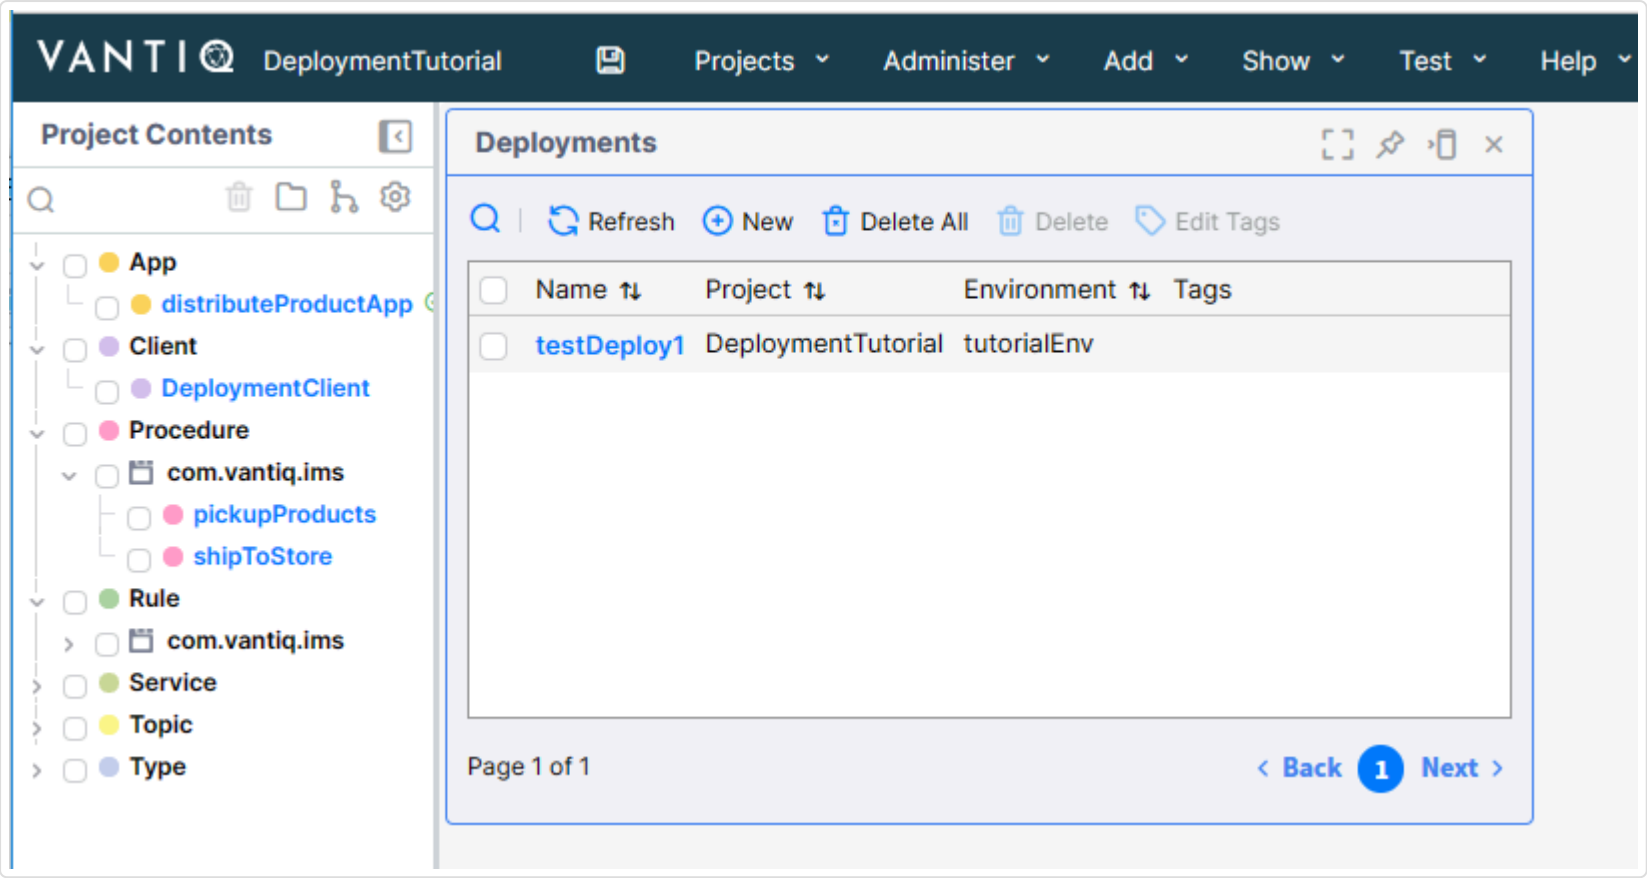 VANTIQ DeploymentTutorial Projects Administer Add Show Test Help
Project Contents
App
distributeProductApp
Client
DeploymentClient
Procedure
com.vantiq.ims
pickupProducts
shipToStore
Rule
com.vantiq.ims
Service
Topic
Type
Deployments
Refresh New Delete All Delete Edit Tags
Name Project Environment Tags
testDeploy1 DeploymentTutorial tutorialEnv
Page 1 of 1 Back 1 Next